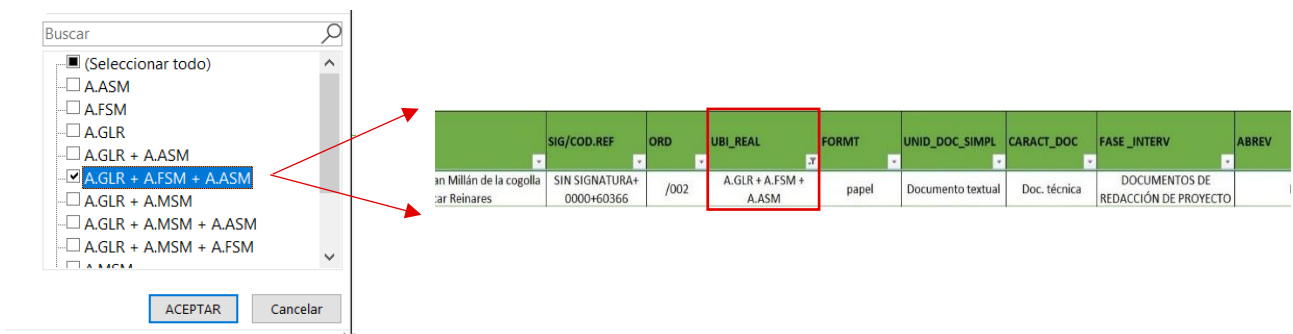 Buscar
(Seleccionar todo)
A.ASM
A.FSM
A.GLR
A.GLR + A.ASM
A.GLR + A.FSM + A.ASM
A.GLR + A.MSM
A.GLR + A.MSM + A.ASM
A.GLR + A.MSM + A.FSM
A.MSM
ACEPTAR Cancelar
SIG/COD.REF ORD UBI_REAL FORMT UNID_DOC_SIMPL CARACT_DOC FASE _INTERV ABREV
an Millán de la cogolla SIN SIGNATURA+ /002 A.GLR + A.FSM + papel Documento textual Doc. técnica DOCUMENTOS DE
ar Reinares 0000+60366 A.ASM REDACCIÓN DE PROYECTO